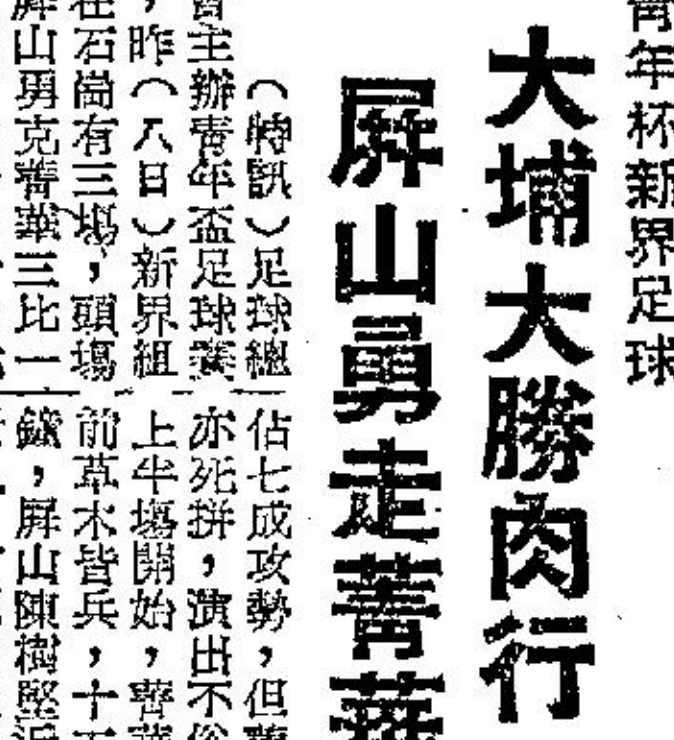 青年杯新界足球
大埔大勝肉行
屏山勇走菁華
（特訊）足球總
會主辦青年盃足球賽
，昨（八日）新界組
在石崗有三場，頭場
屏山勇克菁華三比一
佔七成攻勢，但菁
亦死拼，演出不俗
上半場開始，菁華
前草木皆兵，十五
鐘，屏山陳樹堅近